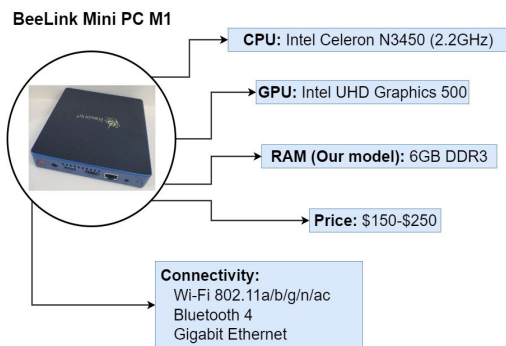 BeeLink Mini PC M1
CPU: Intel Celeron N3450 (2.2GHz)
GPU: Intel UHD Graphics 500
RAM (Our model): 6GB DDR3
Price: $150-$250
Connectivity:
Wi-Fi 802.11a/b/g/n/ac
Bluetooth 4
Gigabit Ethernet